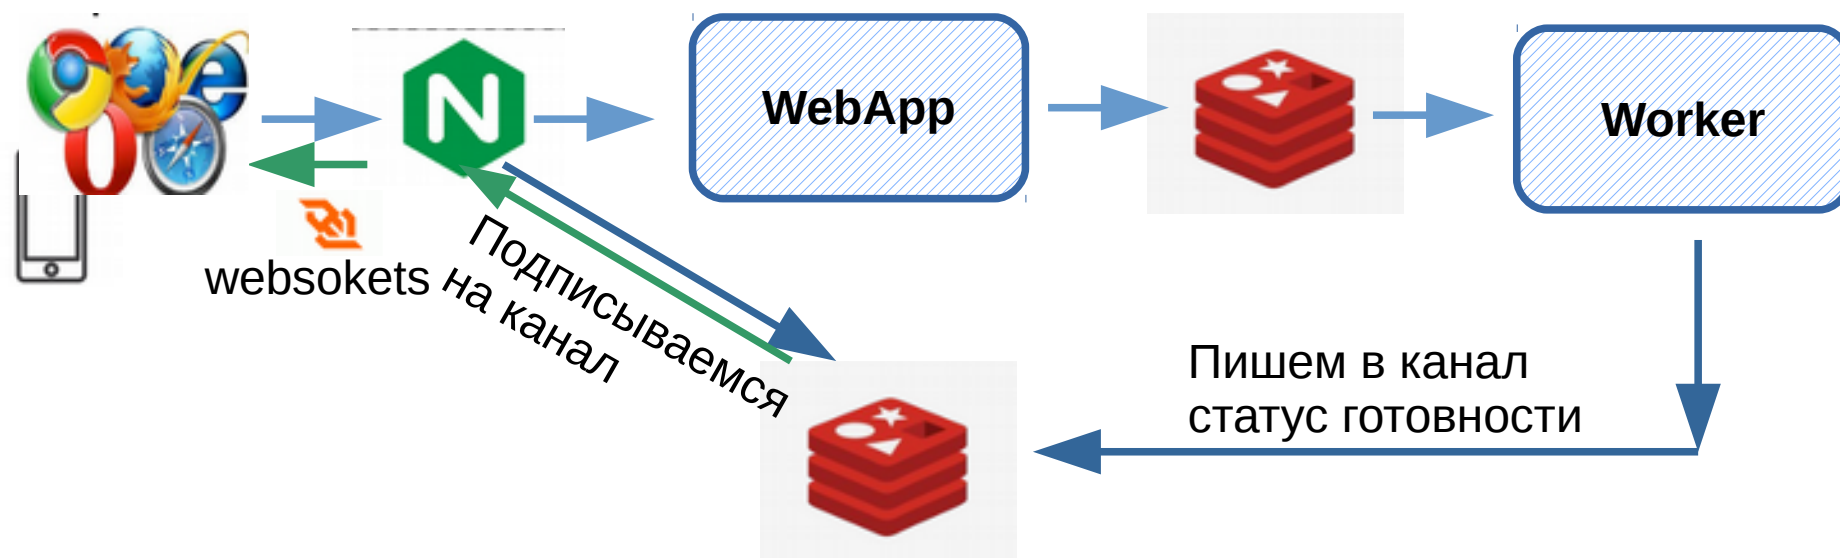 WebApp
Worker
websokets
Подписываемся
на канал
Пишем в канал
статус готовности